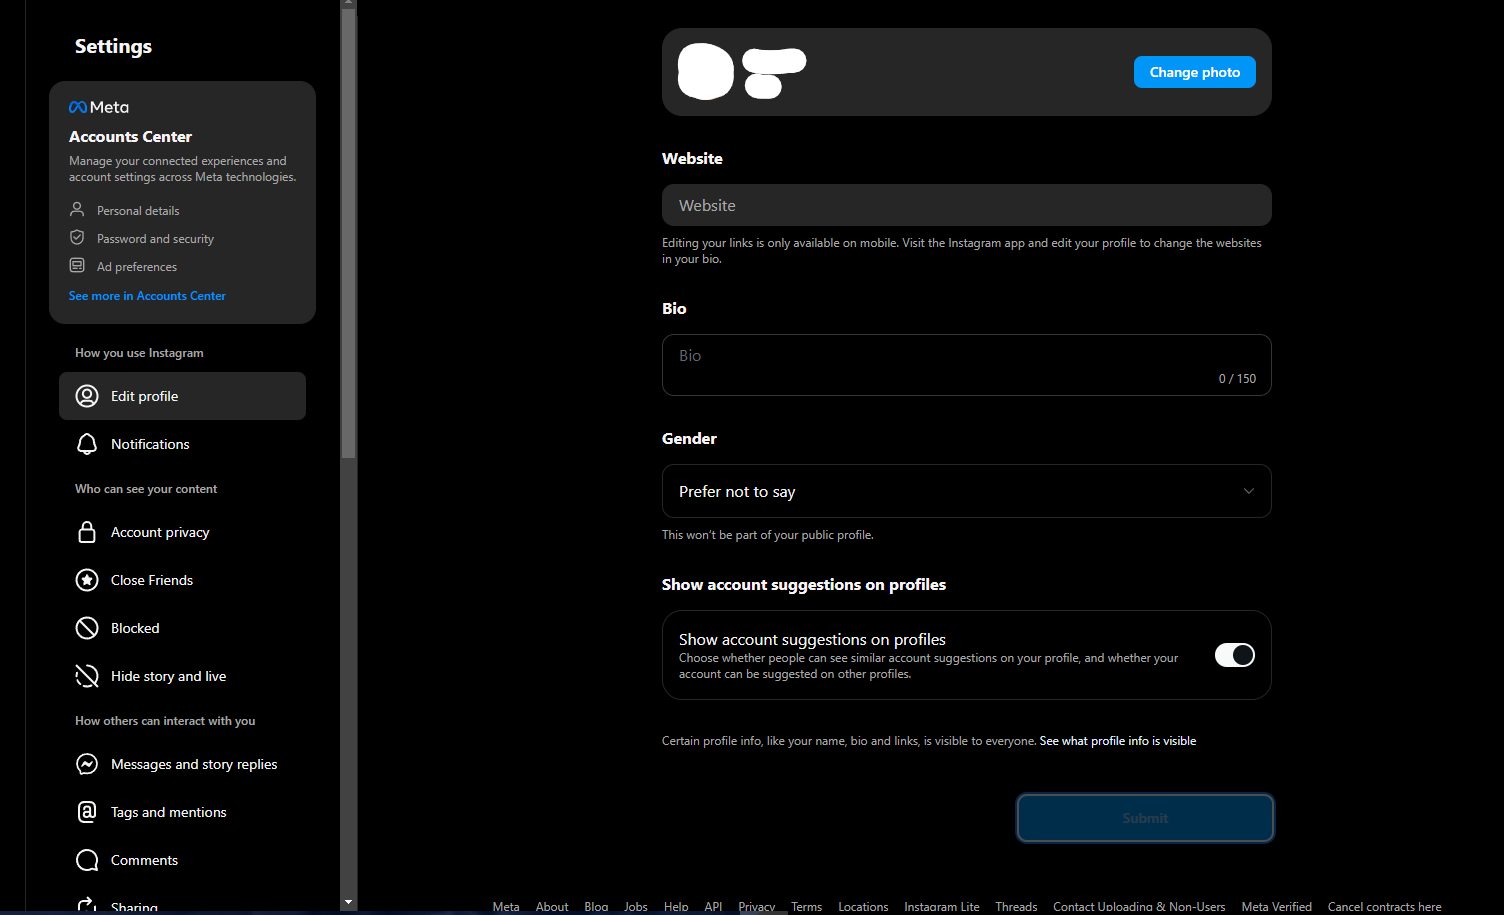 Settings
Meta
Accounts Center
Manage your connected experiences and
account settings across Meta technologies.
Personal details
Password and security
Ad preferences
See more in Accounts Center
How you use Instagram
Edit profile
Notifications
Who can see your content
Account privacy
Close Friends
Blocked
Hide story and live
How others can interact with you
Messages and story replies
Tags and mentions
Comments
Sharing
Change photo
Website
Website
Editing your links is only available on mobile. Visit the Instagram app and edit your profile to change the websites
in your bio.
Bio
Bio
0 / 150
Gender
Prefer not to say
This won't be part of your public profile.
Show account suggestions on profiles
Show account suggestions on profiles
Choose whether people can see similar account suggestions on your profile, and whether your
account can be suggested on other profiles.
Certain profile info, like your name, bio and links, is visible to everyone. See what profile info is visible
Submit
Meta About Blog Jobs Help API Privacy Terms Locations Instagram Lite Threads Contact Uploading & Non-Users Meta Verified Cancel contracts here